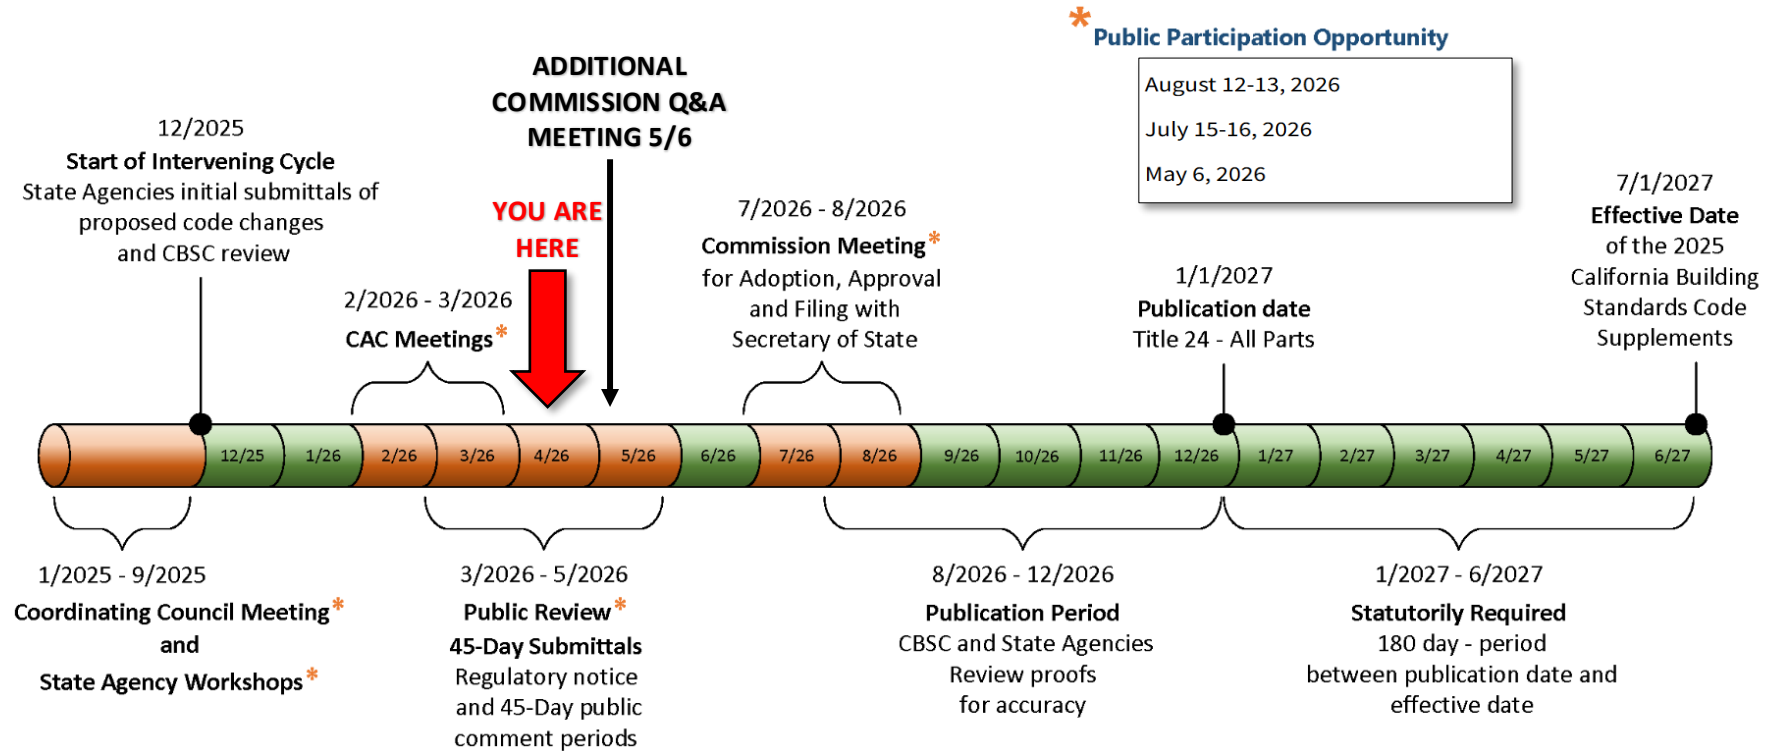 *Public Participation Opportunity
August 12-13, 2026
July 15-16, 2026
May 6, 2026
ADDITIONAL
COMMISSION Q&A
MEETING 5/6
YOU ARE
HERE
12/2025
Start of Intervening Cycle
State Agencies initial submittals of
proposed code changes
and CBSC review
2/2026 - 3/2026
CAC Meetings*
7/2026 - 8/2026
Commission Meeting*
for Adoption, Approval
and Filing with
Secretary of State
1/1/2027
Publication date
Title 24 - All Parts
7/1/2027
Effective Date
of the 2025
California Building
Standards Code
Supplements
12/25
1/26
2/26
3/26
4/26
5/26
6/26
7/26
8/26
9/26
10/26
11/26
12/26
1/27
2/27
3/27
4/27
5/27
6/27
1/2025 - 9/2025
Coordinating Council Meeting*
and
State Agency Workshops*
3/2026 - 5/2026
Public Review*
45-Day Submittals
Regulatory notice
and 45-Day public
comment periods
8/2026 - 12/2026
Publication Period
CBSC and State Agencies
Review proofs
for accuracy
1/2027 - 6/2027
Statutorily Required
180 day - period
between publication date and
effective date